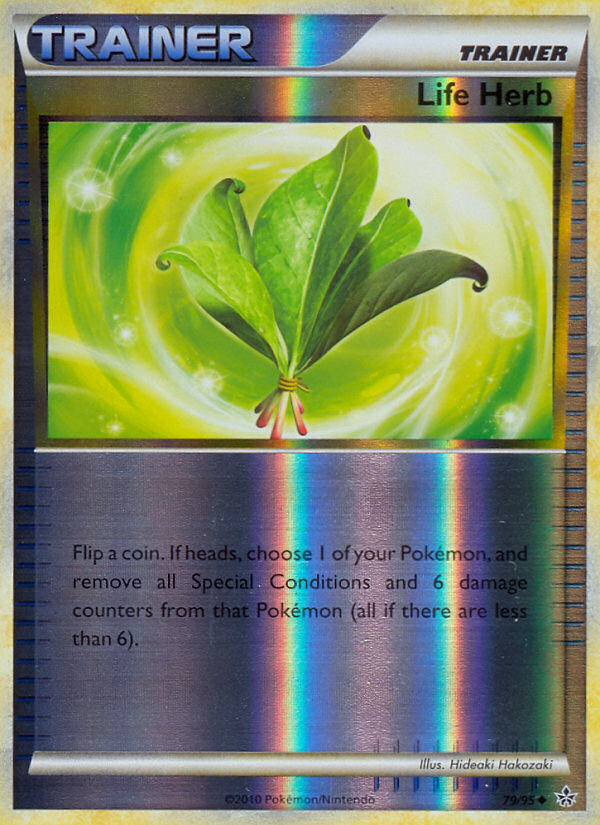 TRAINER
TRAINER
Life Herb
Flip a coin. If heads, choose 1 of your Pokémon, and
remove all Special Conditions and 6 damage
counters from that Pokémon (all if there are less
than 6).
Illus. Hideaki Hakozaki
©2010 Pokémon/Nintendo
79/95